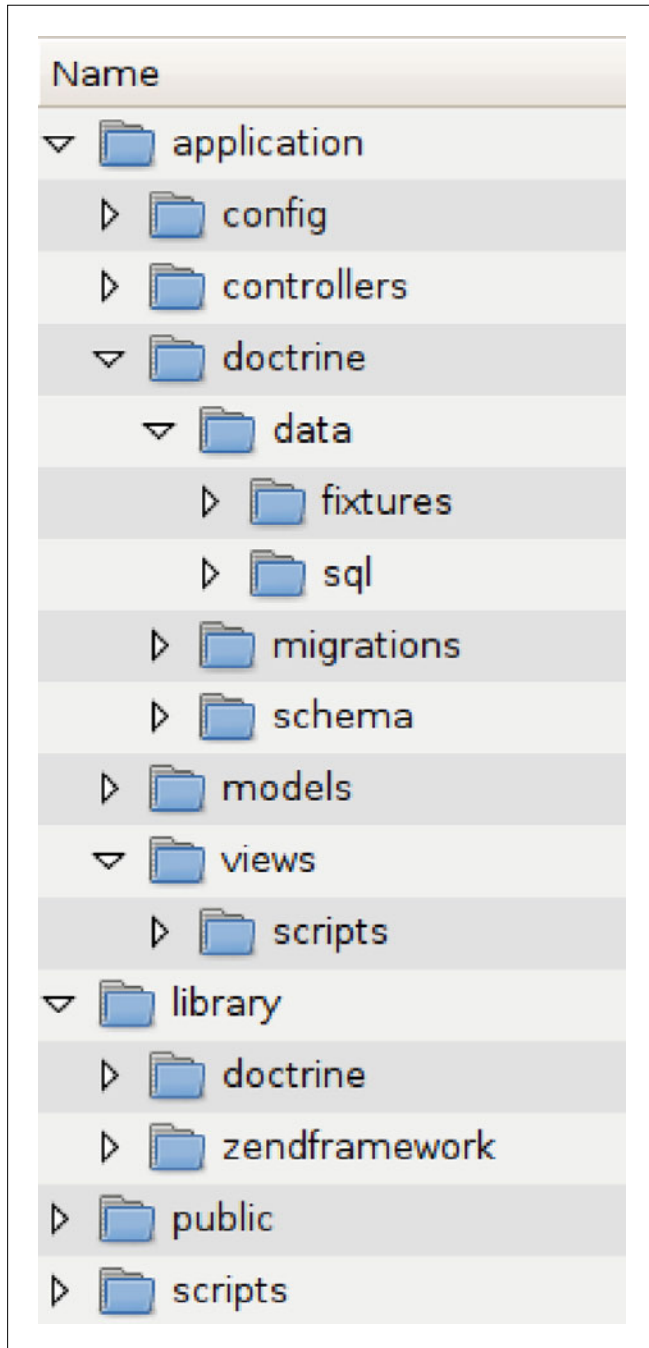 Name
application
config
controllers
doctrine
data
fixtures
sql
migrations
schema
models
views
scripts
library
doctrine
zendframework
public
scripts